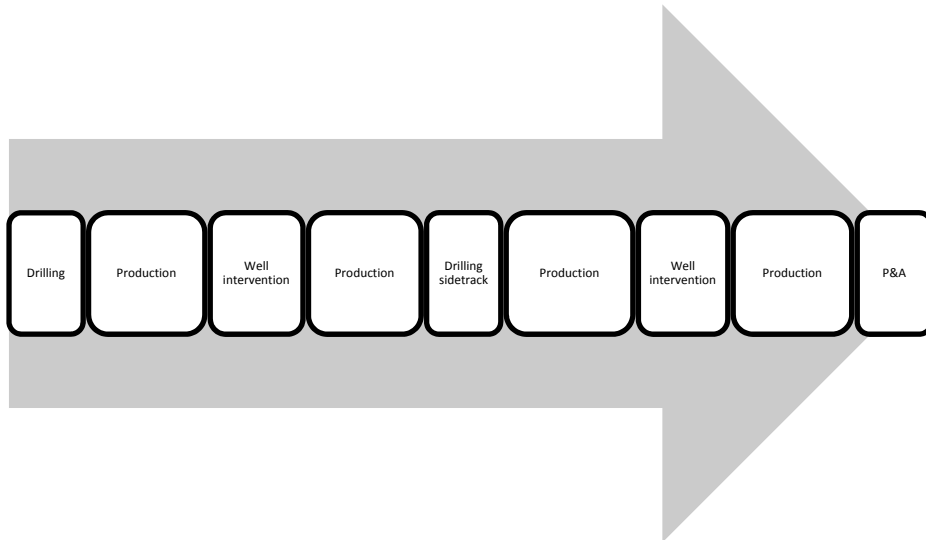 Drilling
Production
Well
intervention
Production
Drilling
sidetrack
Production
Well
intervention
Production
P&A